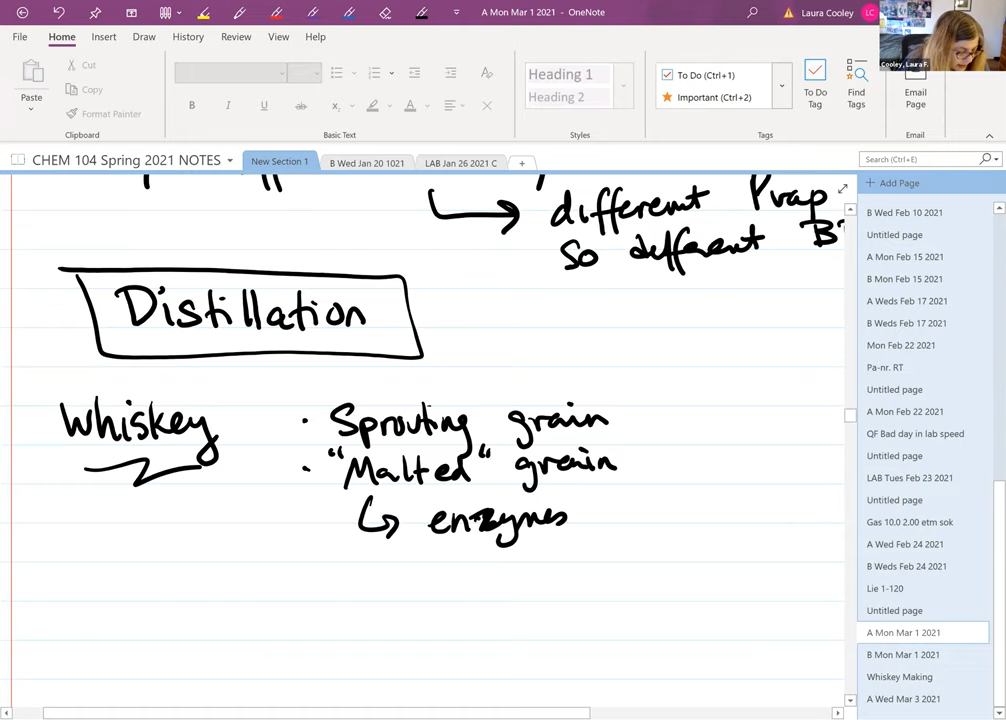 A Mon Mar 1 2021 - OneNote
Laura Cooley
LC
Cooley, Laura F.
File Home Insert Draw History Review View Help
Paste
Cut
Copy
Format Painter
Clipboard
Basic Text
Heading 1
Heading 2
Styles
To Do (Ctrl+1)
Important (Ctrl+2)
To Do Tag
Find Tags
Tags
Email Page
Email
CHEM 104 Spring 2021 NOTES
New Section 1
B Wed Jan 20 1021
LAB Jan 26 2021 C
Search (Ctrl+E)
Add Page
different Pvap
so different B
Distillation
Whiskey
· Sprouting grain
· "Malted" grain
↳ enzymes
B Wed Feb 10 2021
Untitled page
A Mon Feb 15 2021
B Mon Feb 15 2021
A Weds Feb 17 2021
B Weds Feb 17 2021
Mon Feb 22 2021
Pa-nr. RT
Untitled page
A Mon Feb 22 2021
QF Bad day in lab speed
Untitled page
LAB Tues Feb 23 2021
Untitled page
Gas 10.0 2.00 etm sok
A Wed Feb 24 2021
B Weds Feb 24 2021
Lie 1-120
Untitled page
A Mon Mar 1 2021
B Mon Mar 1 2021
Whiskey Making
A Wed Mar 3 2021